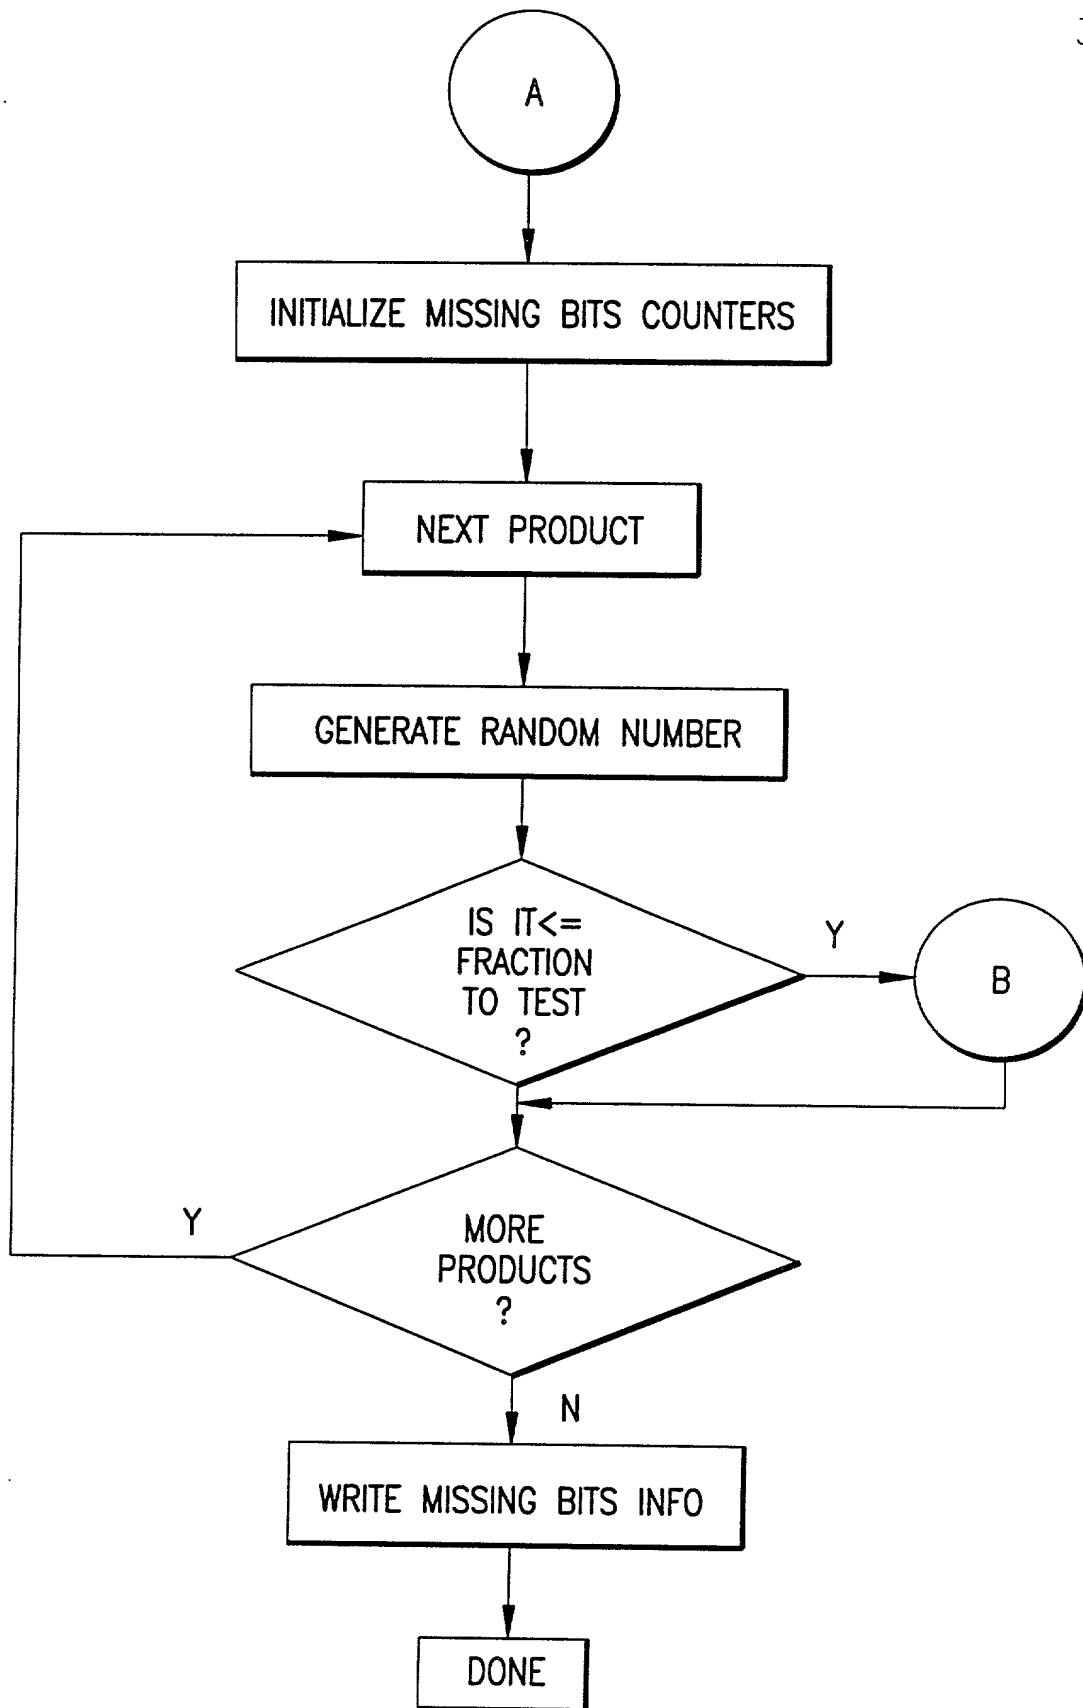 A
INITIALIZE MISSING BITS COUNTERS
NEXT PRODUCT
GENERATE RANDOM NUMBER
IS IT<=
FRACTION
TO TEST
?
Y
B
Y
MORE
PRODUCTS
?
N
WRITE MISSING BITS INFO
DONE